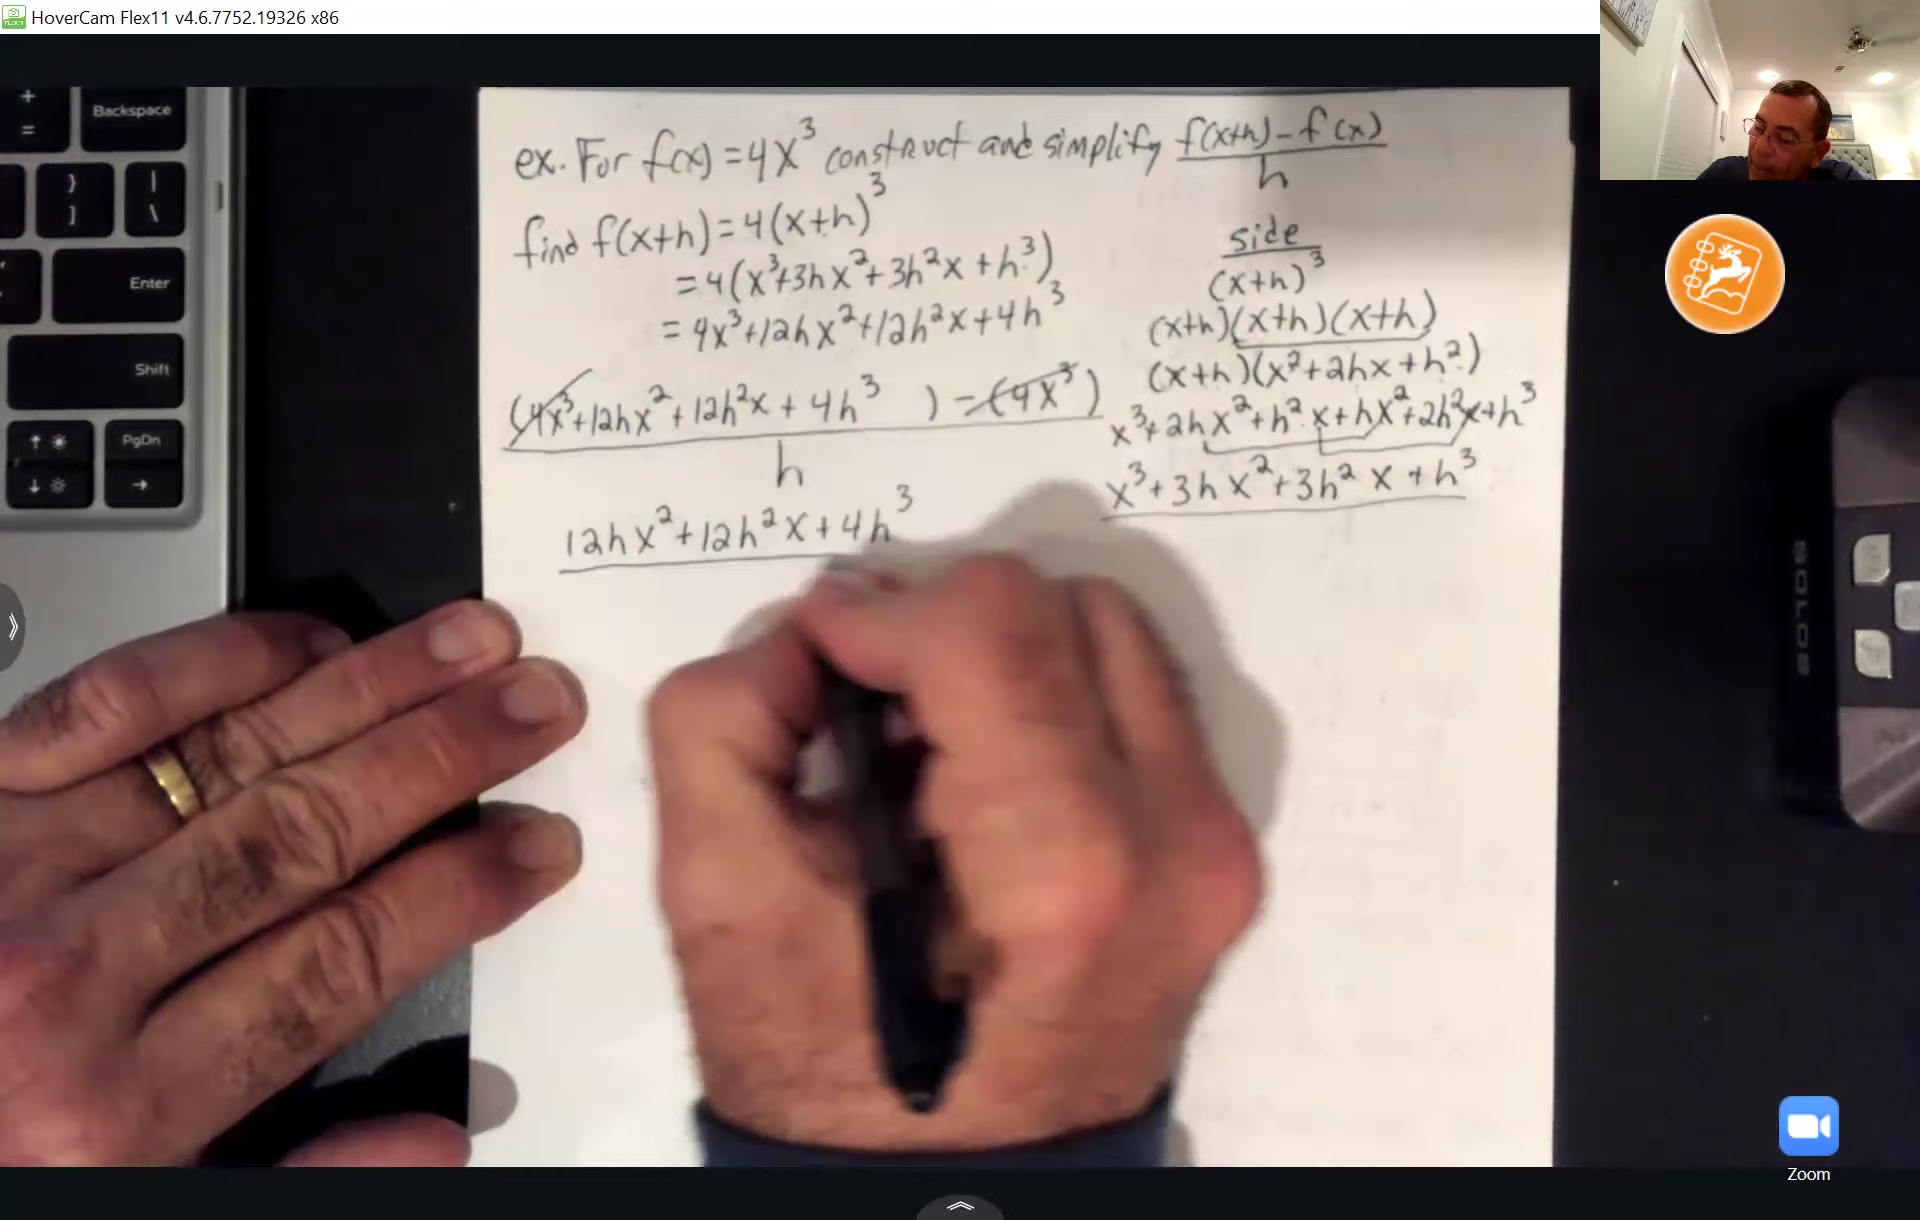 HoverCam Flex11 v4.6.7752.19326 x86
+
=
Backspace
}
]
|
\
Enter
Shift
PgDn
ex. For f(x) = 4x³ construct and simplify f(x+h) - f(x)
h
find f(x+h) = 4(x+h)³
= 4(x³+3hx²+3h²x+h³)
= 4x³+12hx²+12h²x+4h³
(4x³+12hx²+12h²x+4h³) - (4x³)
h
12hx²+12h²x+4h³
side
(x+h)³
(x+h)(x+h)(x+h)
(x+h)(x²+2hx+h²)
x³+2hx²+h²x+hx²+2h²x+h³
x³+3hx²+3h²x+h³
SOLOS
Zoom